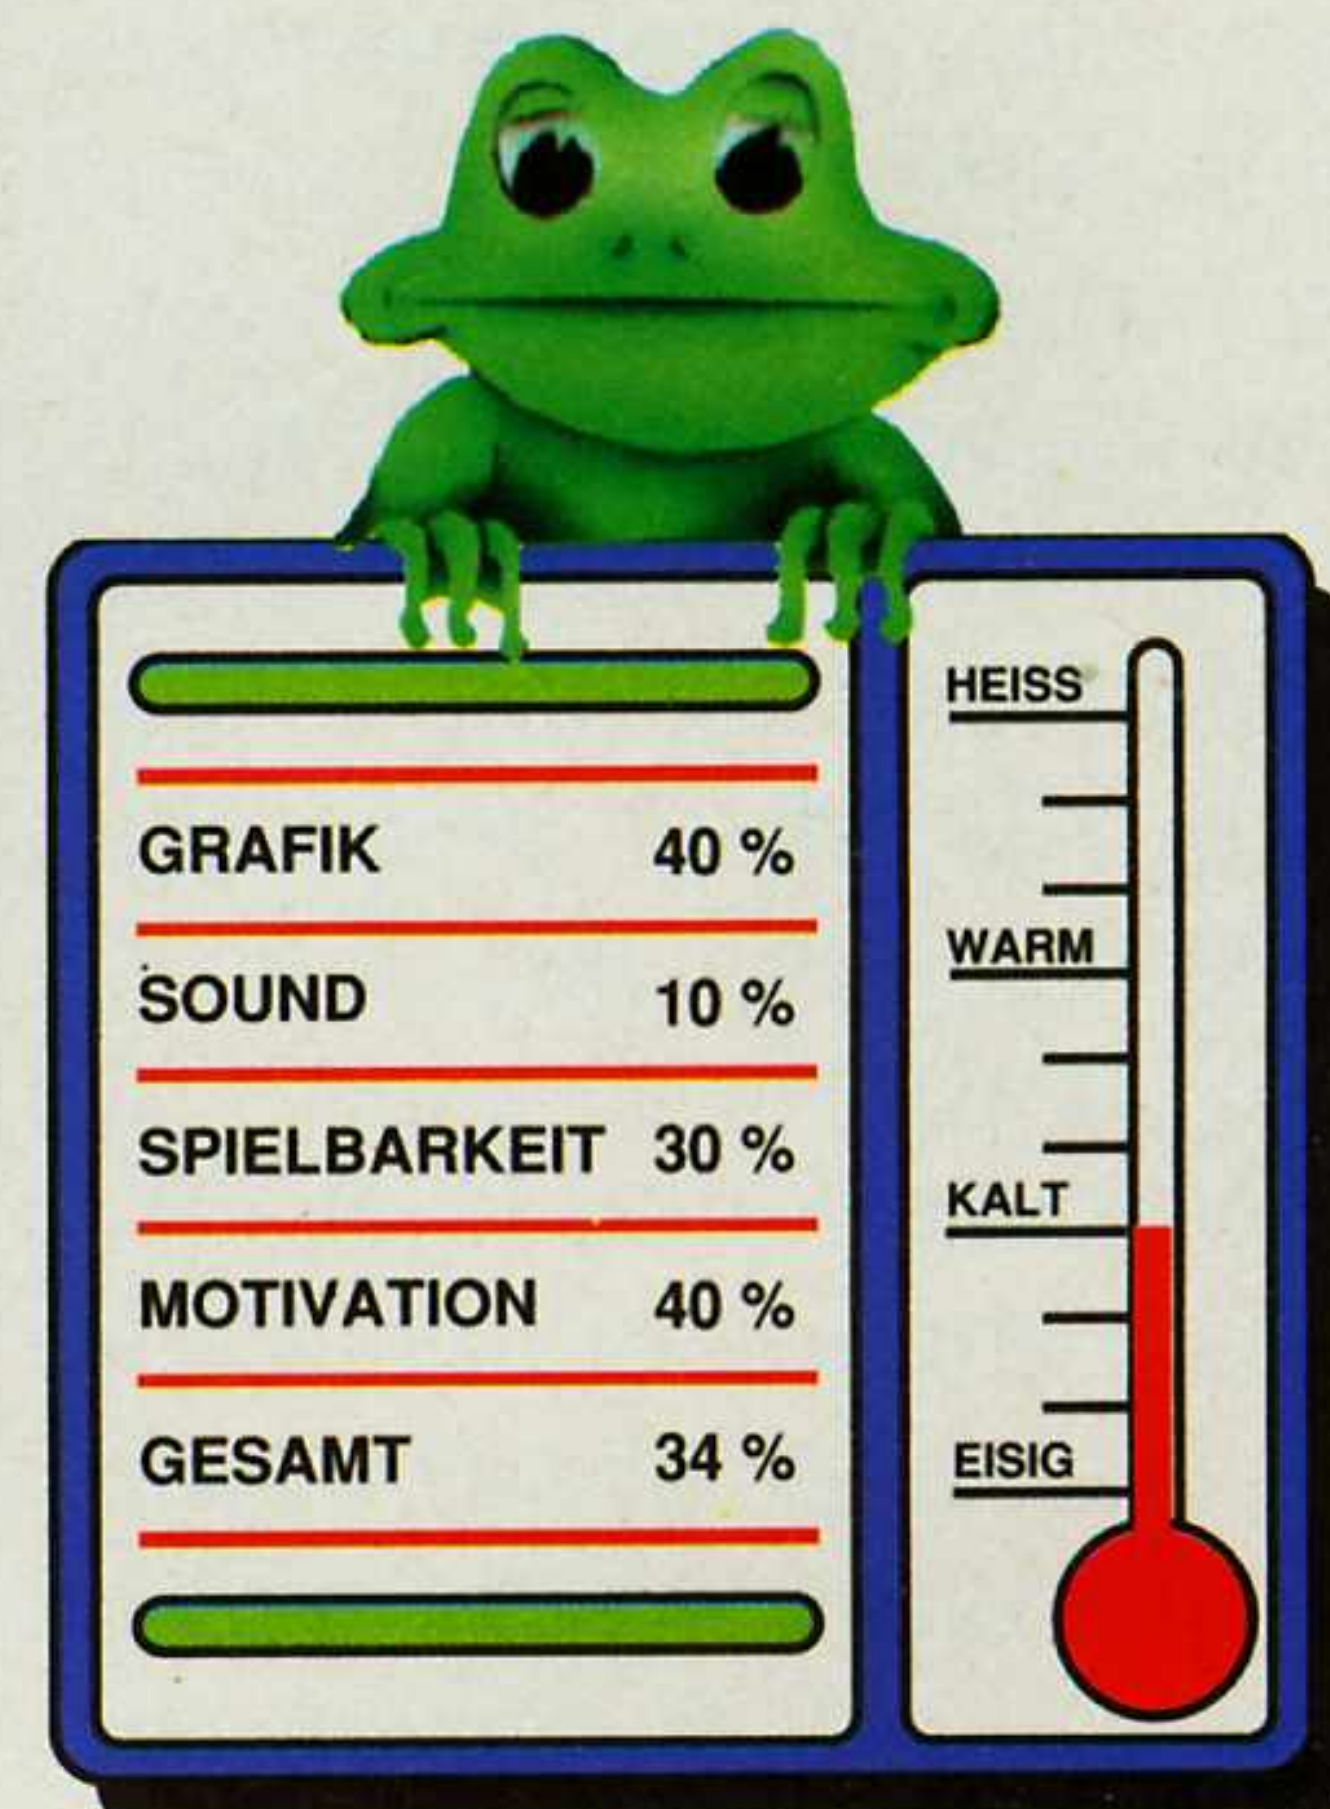 GRAFIK 40 %
SOUND 10 %
SPIELBARKEIT 30 %
MOTIVATION 40 %
GESAMT 34 %
HEISS
WARM
KALT
EISIG